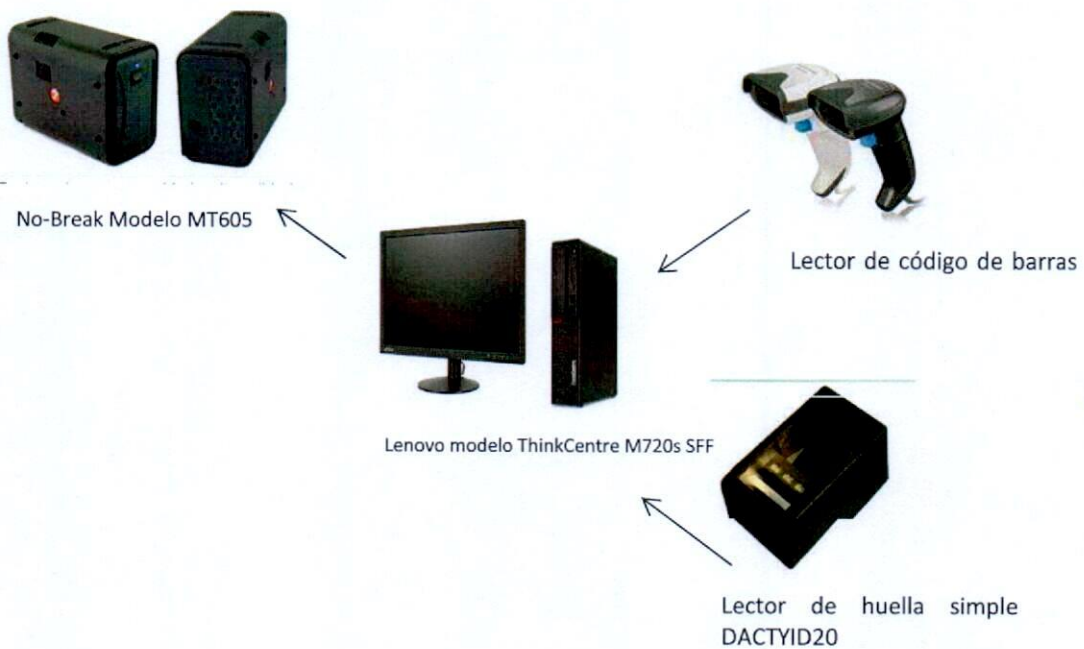 No-Break Modelo MT605
Lector de código de barras
Lenovo modelo ThinkCentre M720s SFF
Lector de huella simple
DACTYID20